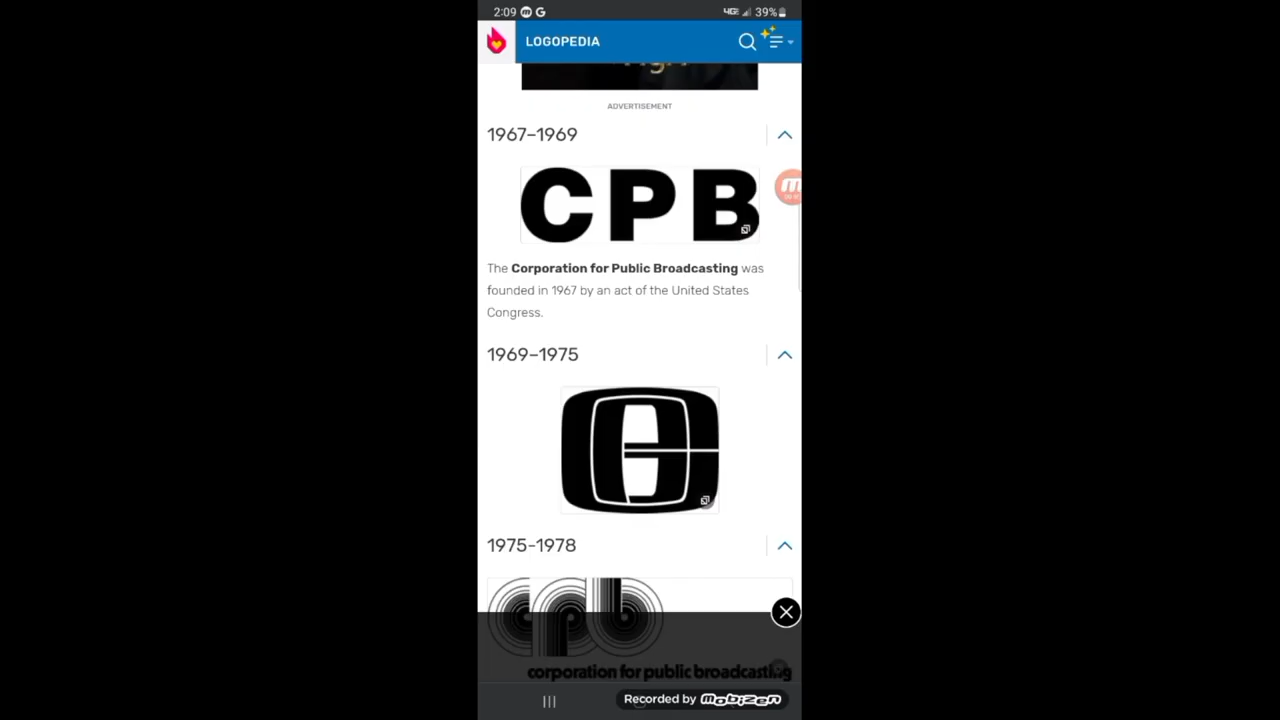 2:09
39%
LOGOPEDIA
ADVERTISEMENT
1967–1969
CPB
The Corporation for Public Broadcasting was
founded in 1967 by an act of the United States
Congress.
1969–1975
1975-1978
cpb
corporation for public broadcasting
Recorded by MOBIZEN